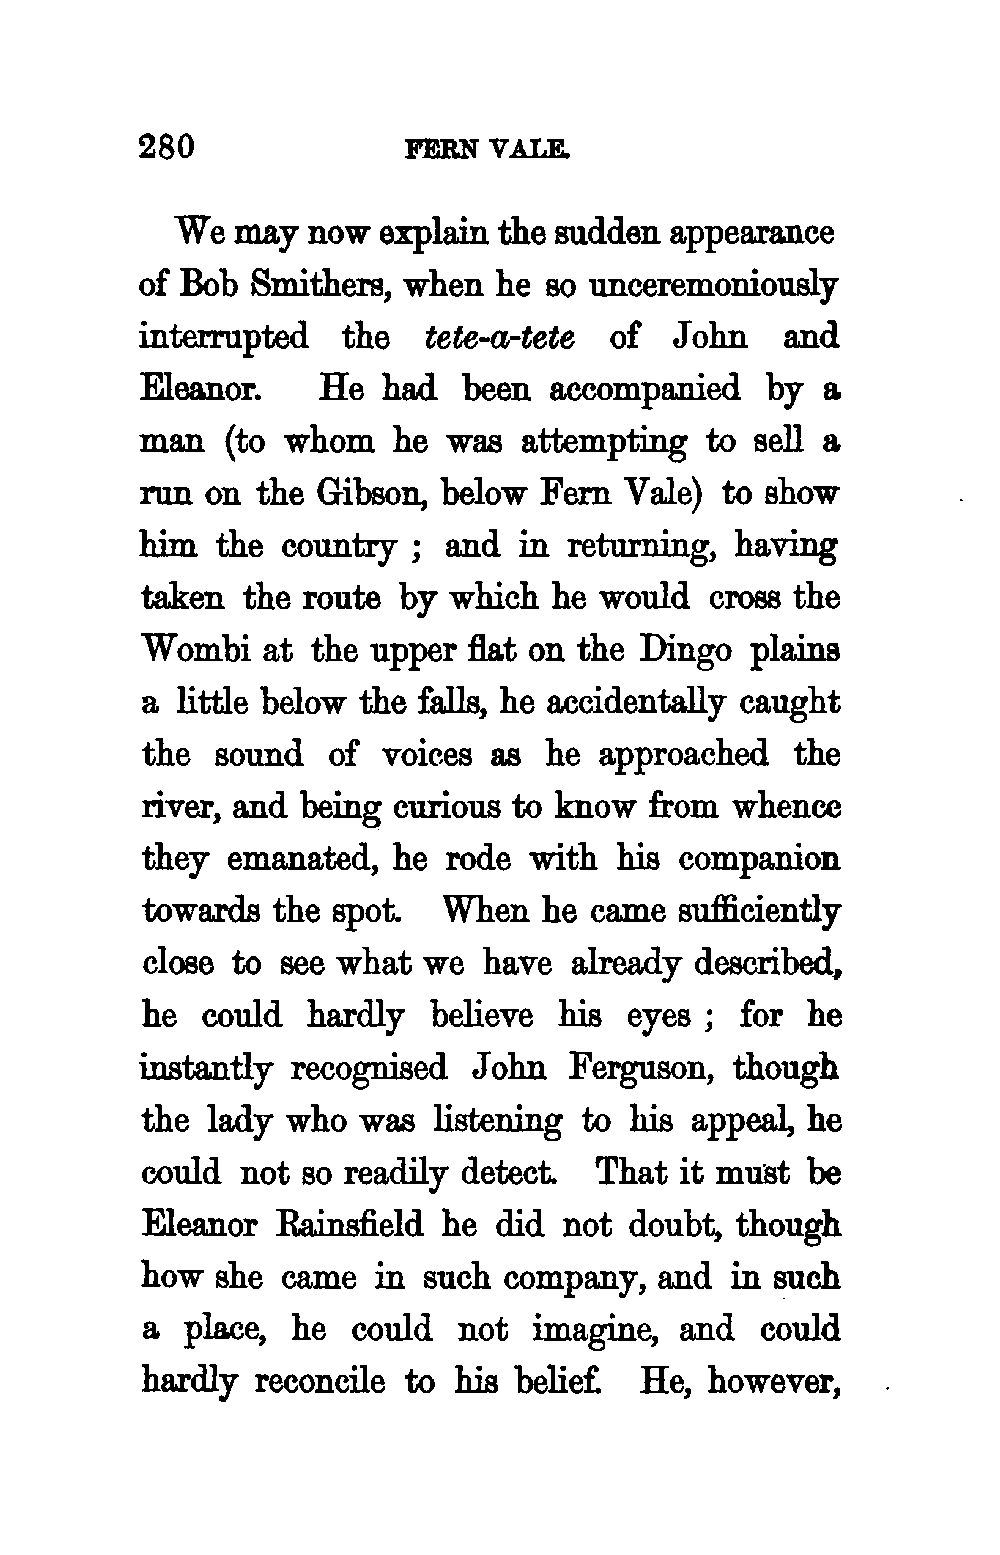 280 FERN VALE.
We may now explain the sudden appearance
of Bob Smithers, when he so unceremoniously
interrupted the tete-a-tete of John and
Eleanor. He had been accompanied by a
man (to whom he was attempting to sell a
run on the Gibson, below Fern Vale) to show
him the country ; and in returning, having
taken the route by which he would cross the
Wombi at the upper flat on the Dingo plains
a little below the falls, he accidentally caught
the sound of voices as he approached the
river, and being curious to know from whence
they emanated, he rode with his companion
towards the spot. When he came sufficiently
close to see what we have already described,
he could hardly believe his eyes ; for he
instantly recognised John Ferguson, though
the lady who was listening to his appeal, he
could not so readily detect. That it must be
Eleanor Rainsfield he did not doubt, though
how she came in such company, and in such
a place, he could not imagine, and could
hardly reconcile to his belief. He, however,